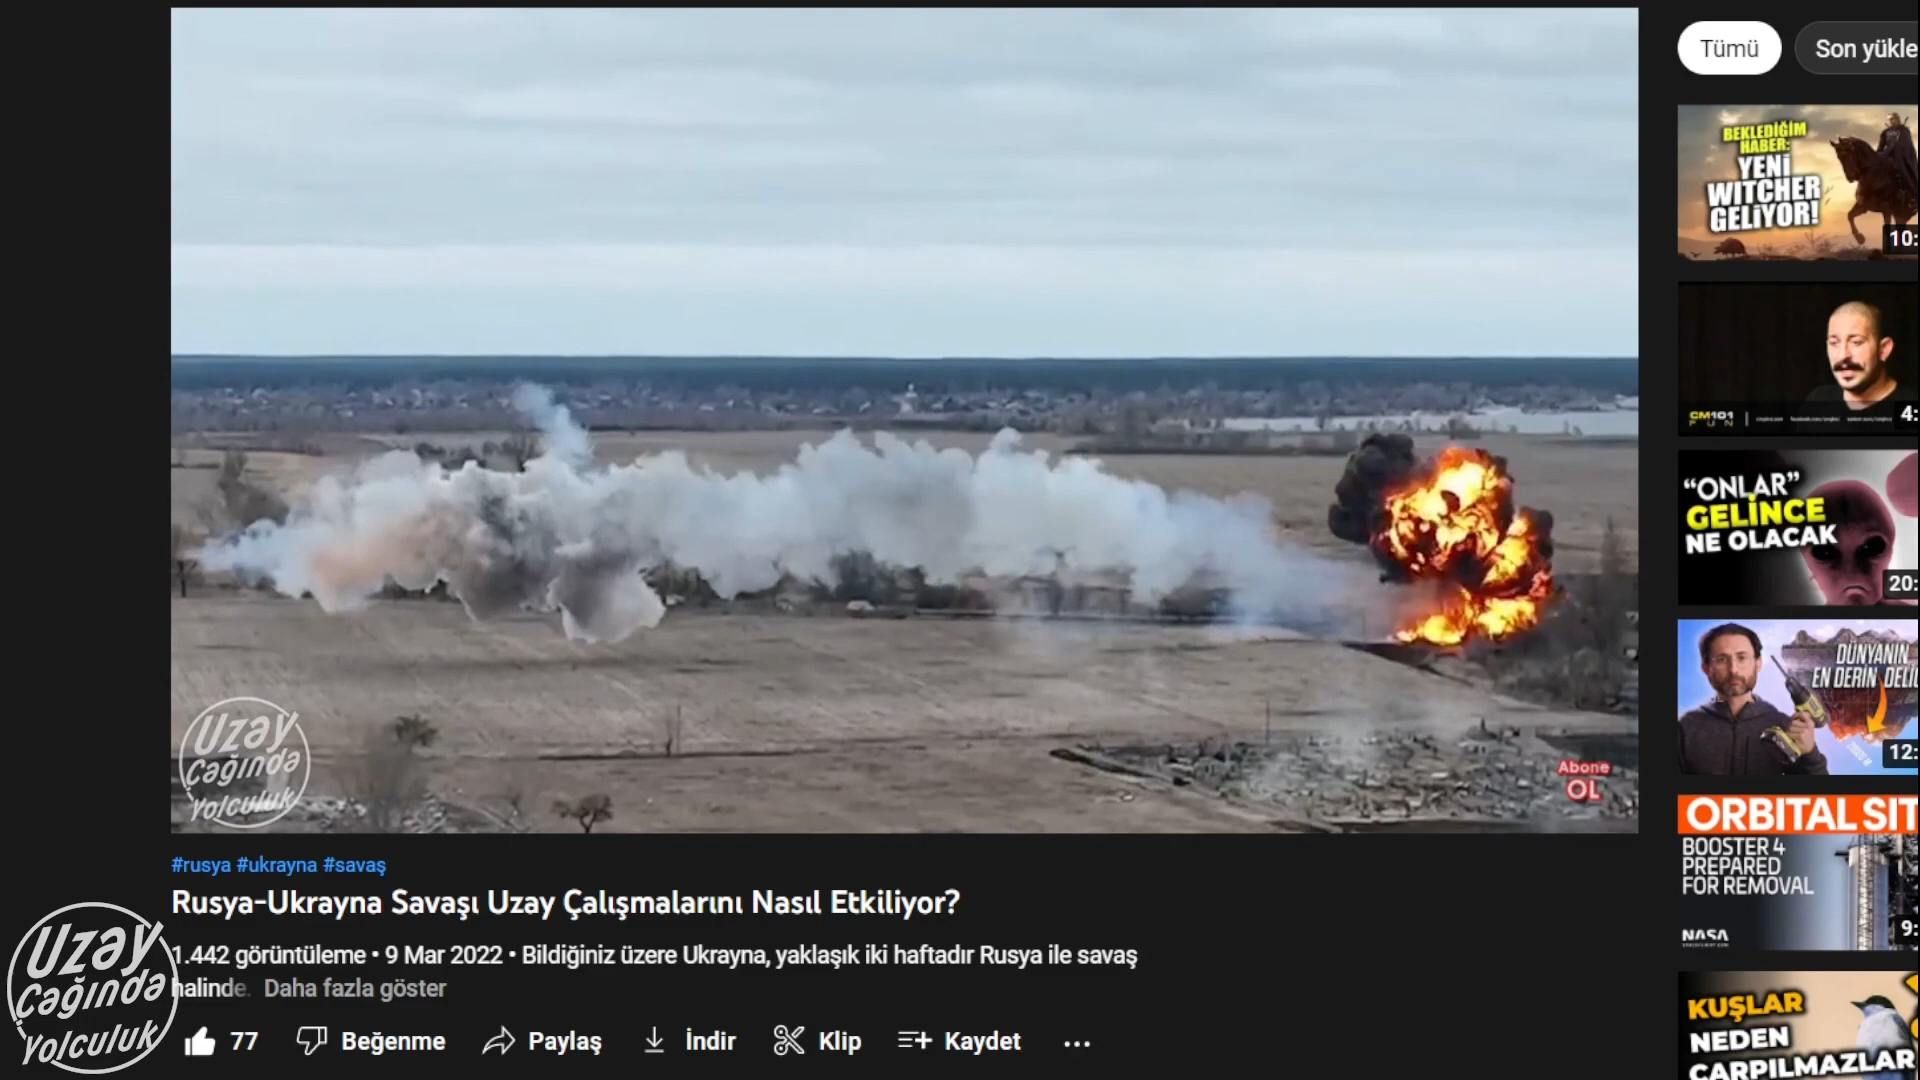 Tümü
Son yükle
BEKLEDİĞİM
HABER:
YENİ
WITCHER
GELİYOR!
10:
CM101
FUN
4:
“ONLAR”
GELİNCE
NE OLACAK
20:
DÜNYANIN
EN DERİN DELİĞ
12:
ORBITAL SIT
BOOSTER 4
PREPARED
FOR REMOVAL
NASA
9:
KUŞLAR
NEDEN
ÇARPILMAZLAR
Uzay
Çağında
Yolculuk
Abone
OL
#rusya #ukrayna #savaş
Rusya-Ukrayna Savaşı Uzay Çalışmalarını Nasıl Etkiliyor?
1.442 görüntüleme • 9 Mar 2022 • Bildiğiniz üzere Ukrayna, yaklaşık iki haftadır Rusya ile savaş
halinde. Daha fazla göster
77 Beğenme Paylaş İndir Klip Kaydet ...
Uzay
Çağında
Yolculuk